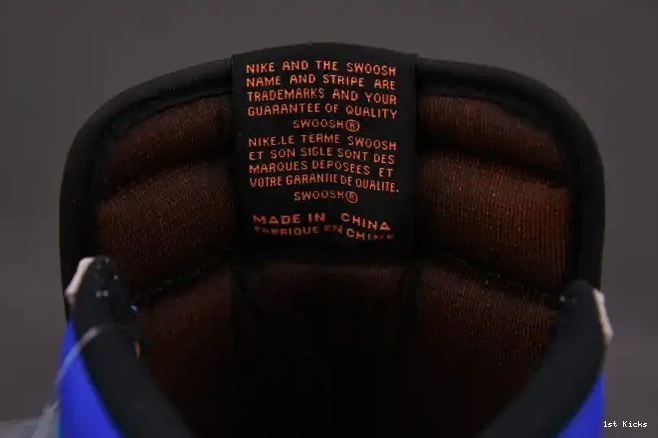 NIKE AND THE SWOOSH
NAME AND STRIPE ARE
TRADEMARKS AND YOUR
GUARANTEE OF QUALITY
SWOOSH®
NIKE.LE TERME SWOOSH
ET SON SIGLE SONT DES
MARQUES DEPOSEES ET
VOTRE GARANTIE DE QUALITE.
SWOOSH®
MADE IN CHINA
FABRIQUE EN CHINE
1st Kicks